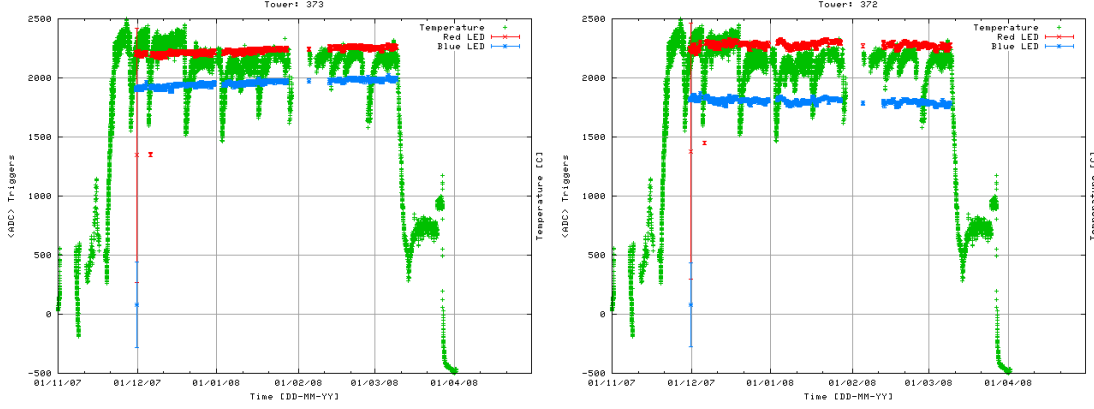 Tower: 373
<ADC> Triggers
2500
2000
1500
1000
500
0
-500
Temperature
Red LED
Blue LED
Temperature [C]
01/11/07 01/12/07 01/01/08 01/02/08 01/03/08 01/04/08
Time [DD-MM-YY]
Tower: 372
<ADC> Triggers
2500
2000
1500
1000
500
0
-500
Temperature
Red LED
Blue LED
Temperature [C]
01/11/07 01/12/07 01/01/08 01/02/08 01/03/08 01/04/08
Time [DD-MM-YY]